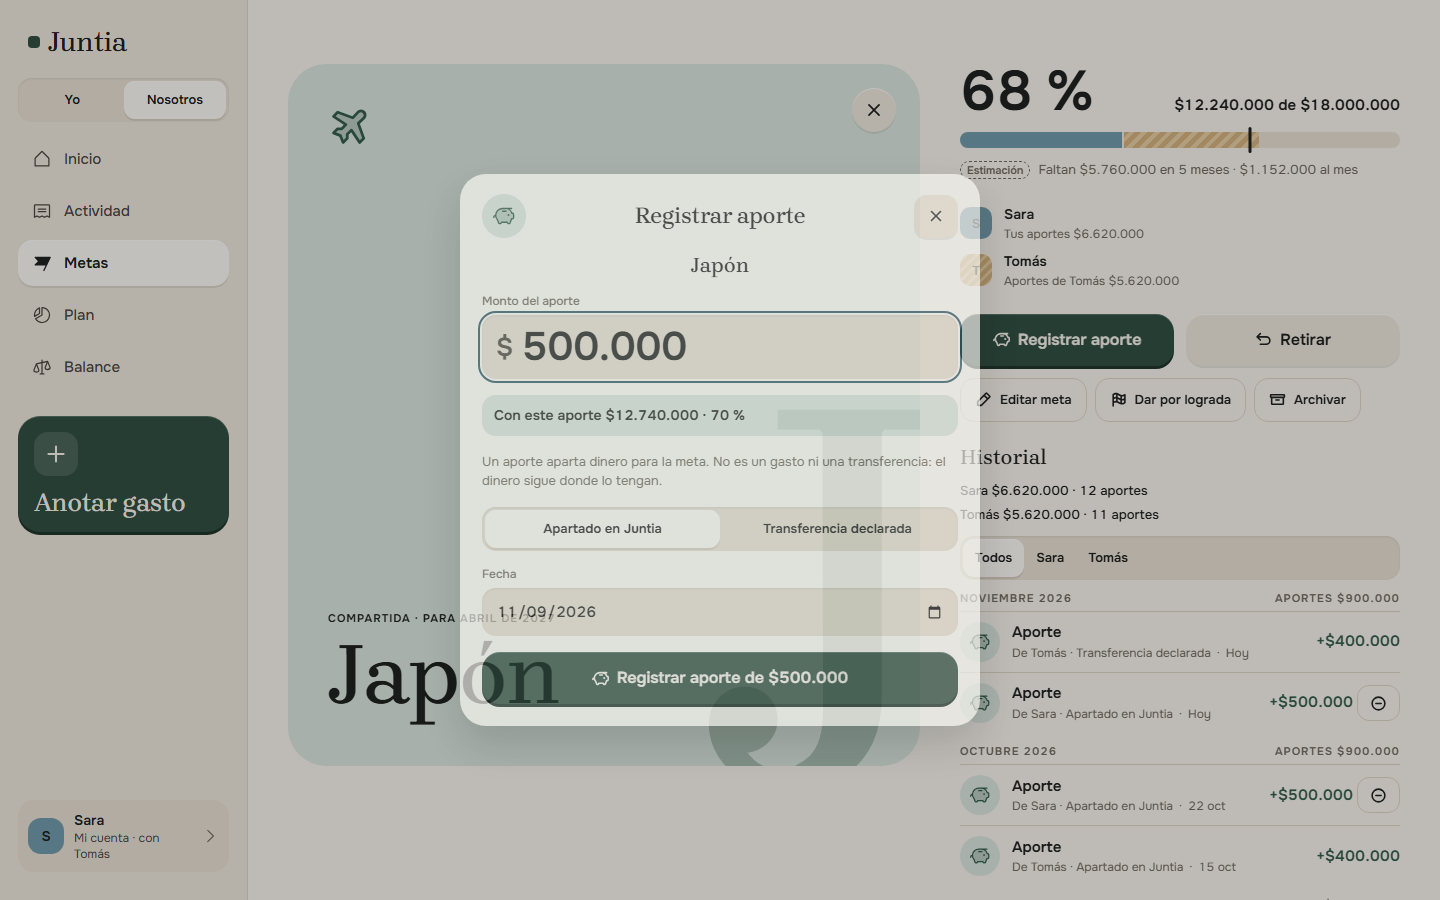 Juntia
Yo
Nosotros
Inicio
Actividad
Metas
Plan
Balance
Anotar gasto
S
Sara
Mi cuenta · con
Tomás
COMPARTIDA · PARA ABRIL DE 2027
Japón
J
Registrar aporte
Japón
Monto del aporte
$ 500.000
Con este aporte $12.740.000 · 70 %
Un aporte aparta dinero para la meta. No es un gasto ni una transferencia: el
dinero sigue donde lo tengan.
Apartado en Juntia
Transferencia declarada
Fecha
11/09/2026
Registrar aporte de $500.000
68 %
$12.240.000 de $18.000.000
Estimación
Faltan $5.760.000 en 5 meses · $1.152.000 al mes
S
Sara
Tus aportes $6.620.000
T
Tomás
Aportes de Tomás $5.620.000
Registrar aporte
Retirar
Editar meta
Dar por lograda
Archivar
Historial
Sara $6.620.000 · 12 aportes
Tomás $5.620.000 · 11 aportes
Todos
Sara
Tomás
NOVIEMBRE 2026
APORTES $900.000
Aporte
De Tomás · Transferencia declarada · Hoy
+$400.000
Aporte
De Sara · Apartado en Juntia · Hoy
+$500.000
OCTUBRE 2026
APORTES $900.000
Aporte
De Sara · Apartado en Juntia · 22 oct
+$500.000
Aporte
De Tomás · Apartado en Juntia · 15 oct
+$400.000